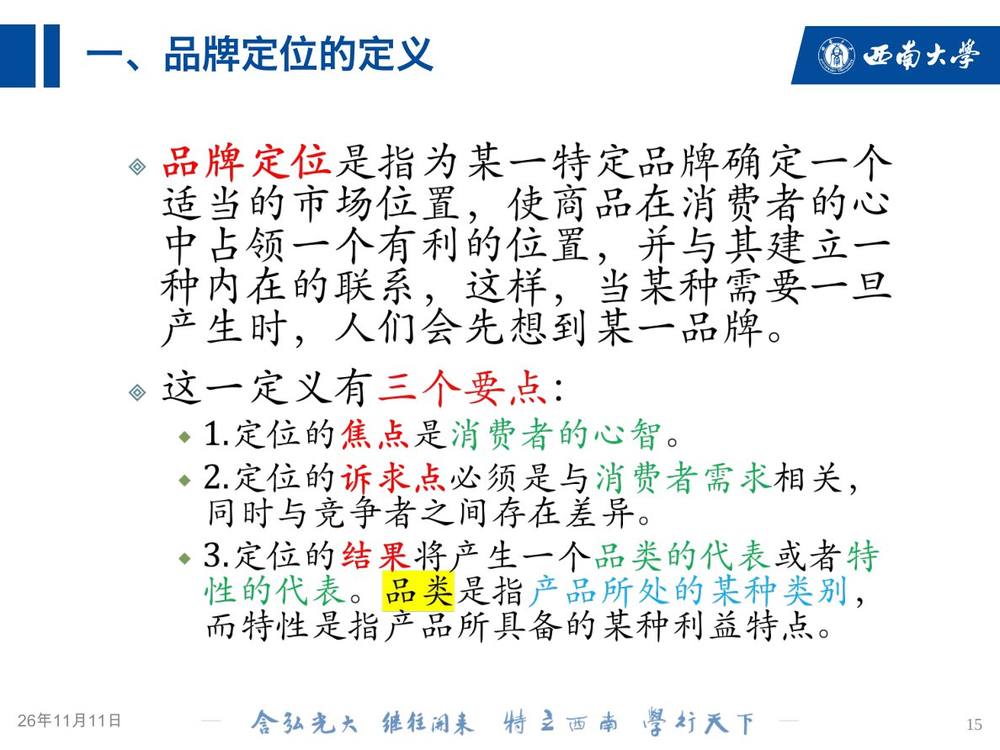 一、品牌定位的定义
西南大学
品牌定位是指为某一特定品牌确定一个
适当的市场位置，使商品在消费者的心
中占领一个有利的位置，并与其建立一
种内在的联系，这样，当某种需要一旦
产生时，人们会先想到某一品牌。
这一定义有三个要点：
1.定位的焦点是消费者的心智。
2.定位的诉求点必须是与消费者需求相关，
同时与竞争者之间存在差异。
3.定位的结果将产生一个品类的代表或者特
性的代表。品类是指产品所处的某种类别，
而特性是指产品所具备的某种利益特点。
26年11月11日
含弘光大 继往开来 特立西南 學行天下
15